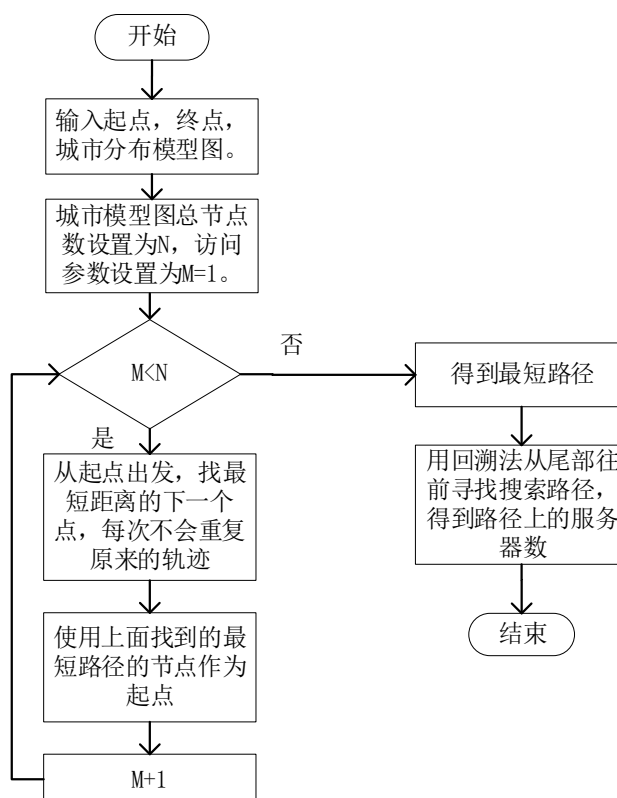 开始
输入起点，终点，
城市分布模型图。
城市模型图总节点
数设置为N，访问
参数设置为M=1。
M<N
否
是
从起点出发，找最
短距离的下一个
点，每次不会重复
原来的轨迹
使用上面找到的最
短路径的节点作为
起点
M+1
得到最短路径
用回溯法从尾部往
前寻找搜索路径，
得到路径上的服务
器数
结束